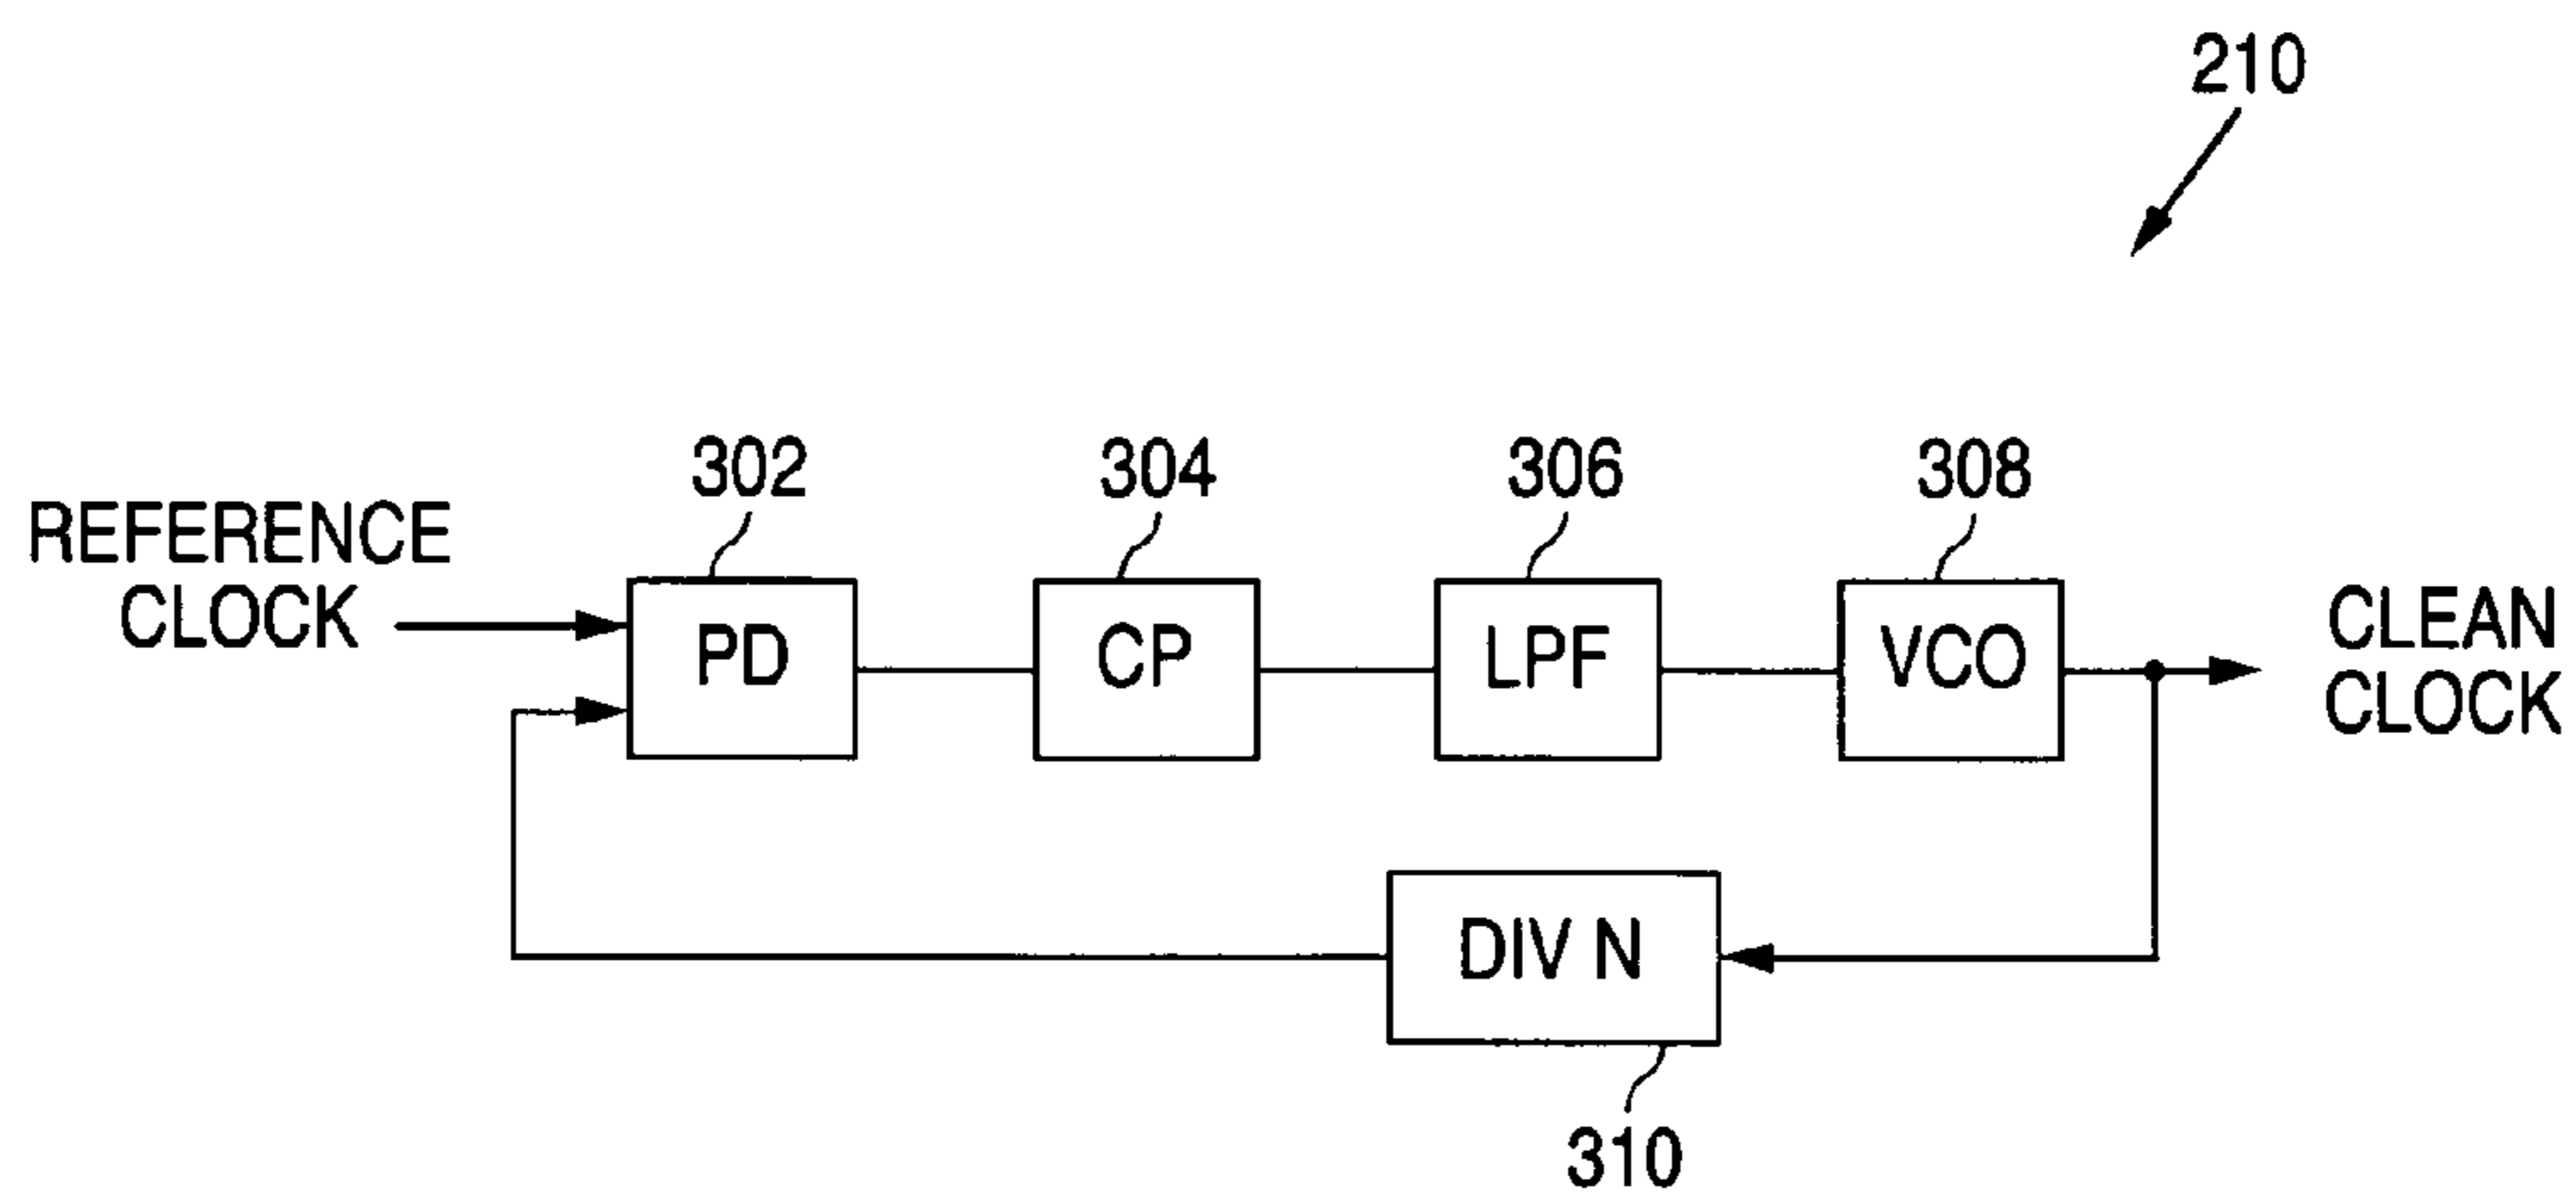 210
302
304
306
308
REFERENCE
CLOCK
PD
CP
LPF
VCO
CLEAN
CLOCK
DIV N
310